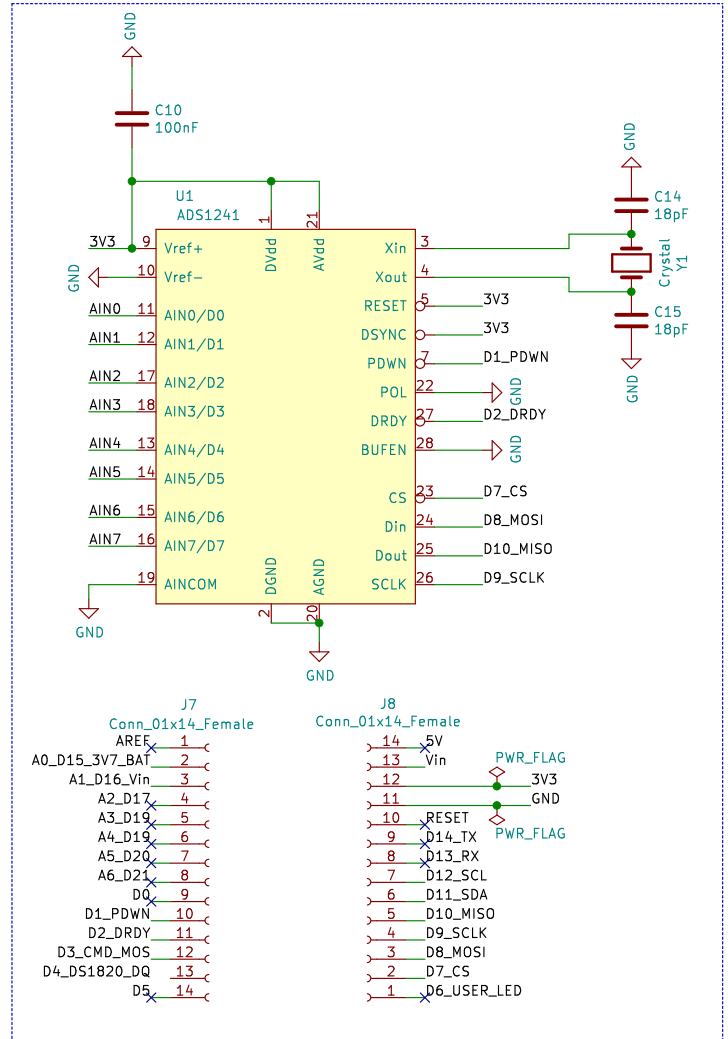 GND
C10
100nF
U1
ADS1241
1
DVdd
21
AVdd
3V3
9
Vref+
GND
10
Vref-
AIN0
11
AIN0/D0
AIN1
12
AIN1/D1
AIN2
17
AIN2/D2
AIN3
18
AIN3/D3
AIN4
13
AIN4/D4
AIN5
14
AIN5/D5
AIN6
15
AIN6/D6
AIN7
16
AIN7/D7
19
AINCOM
GND
DGND
2
AGND
20
GND
Xin
3
Xout
4
RESET
5
3V3
DSYNC
3V3
PDWN
7
D1_PDWN
POL
22
GND
DRDY
27
D2_DRDY
BUFEN
28
GND
CS
23
D7_CS
Din
24
D8_MOSI
Dout
25
D10_MISO
SCLK
26
D9_SCLK
GND
C14
18pF
Crystal
Y1
C15
18pF
GND
J7
Conn_01x14_Female
AREF 1
A0_D15_3V7_BAT 2
A1_D16_Vin 3
A2_D17 4
A3_D19 5
A4_D19 6
A5_D20 7
A6_D21 8
D0 9
D1_PDWN 10
D2_DRDY 11
D3_CMD_MOS 12
D4_DS1820_DQ 13
D5 14
J8
Conn_01x14_Female
14 5V
13 Vin
PWR_FLAG
12 3V3
11 GND
PWR_FLAG
10 RESET
9 D14_TX
8 D13_RX
7 D12_SCL
6 D11_SDA
5 D10_MISO
4 D9_SCLK
3 D8_MOSI
2 D7_CS
1 D6_USER_LED